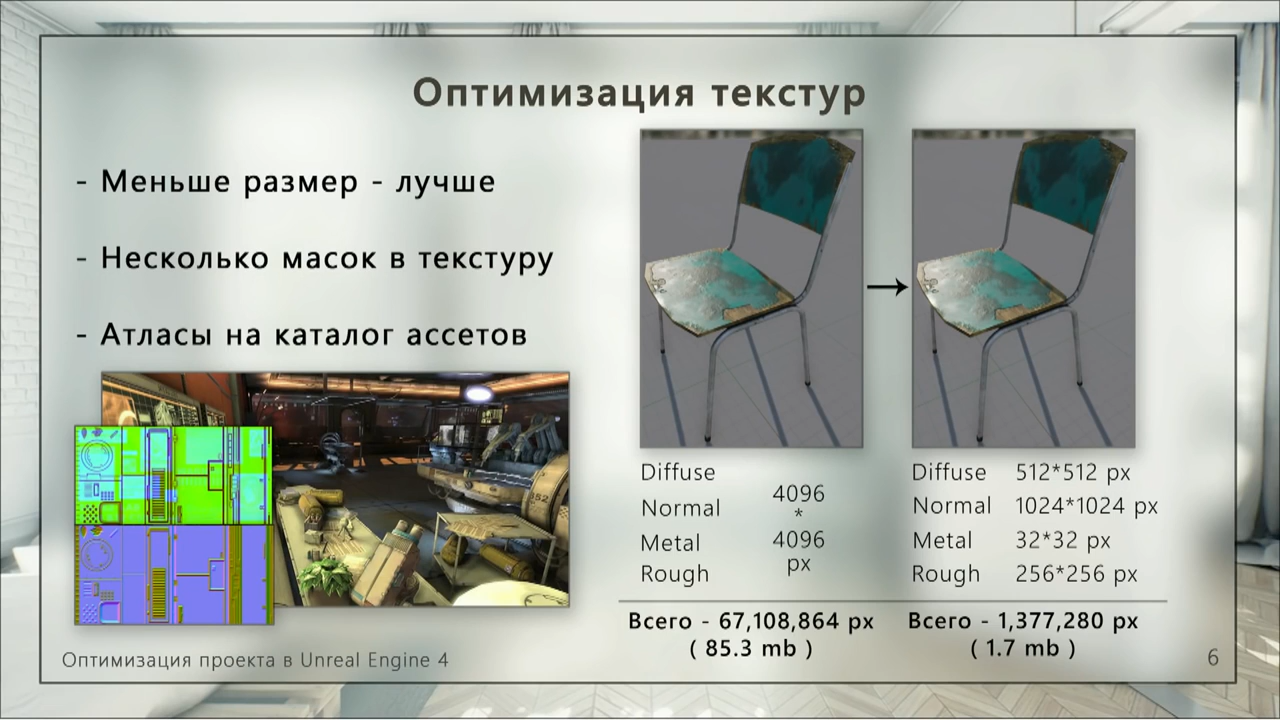 Оптимизация текстур
- Меньше размер - лучше
- Несколько масок в текстуру
- Атласы на каталог ассетов
Diffuse
Normal
Metal
Rough
4096
*
4096
px
Всего - 67,108,864 px
( 85.3 mb )
Diffuse 512*512 px
Normal 1024*1024 px
Metal 32*32 px
Rough 256*256 px
Всего - 1,377,280 px
( 1.7 mb )
Оптимизация проекта в Unreal Engine 4
6